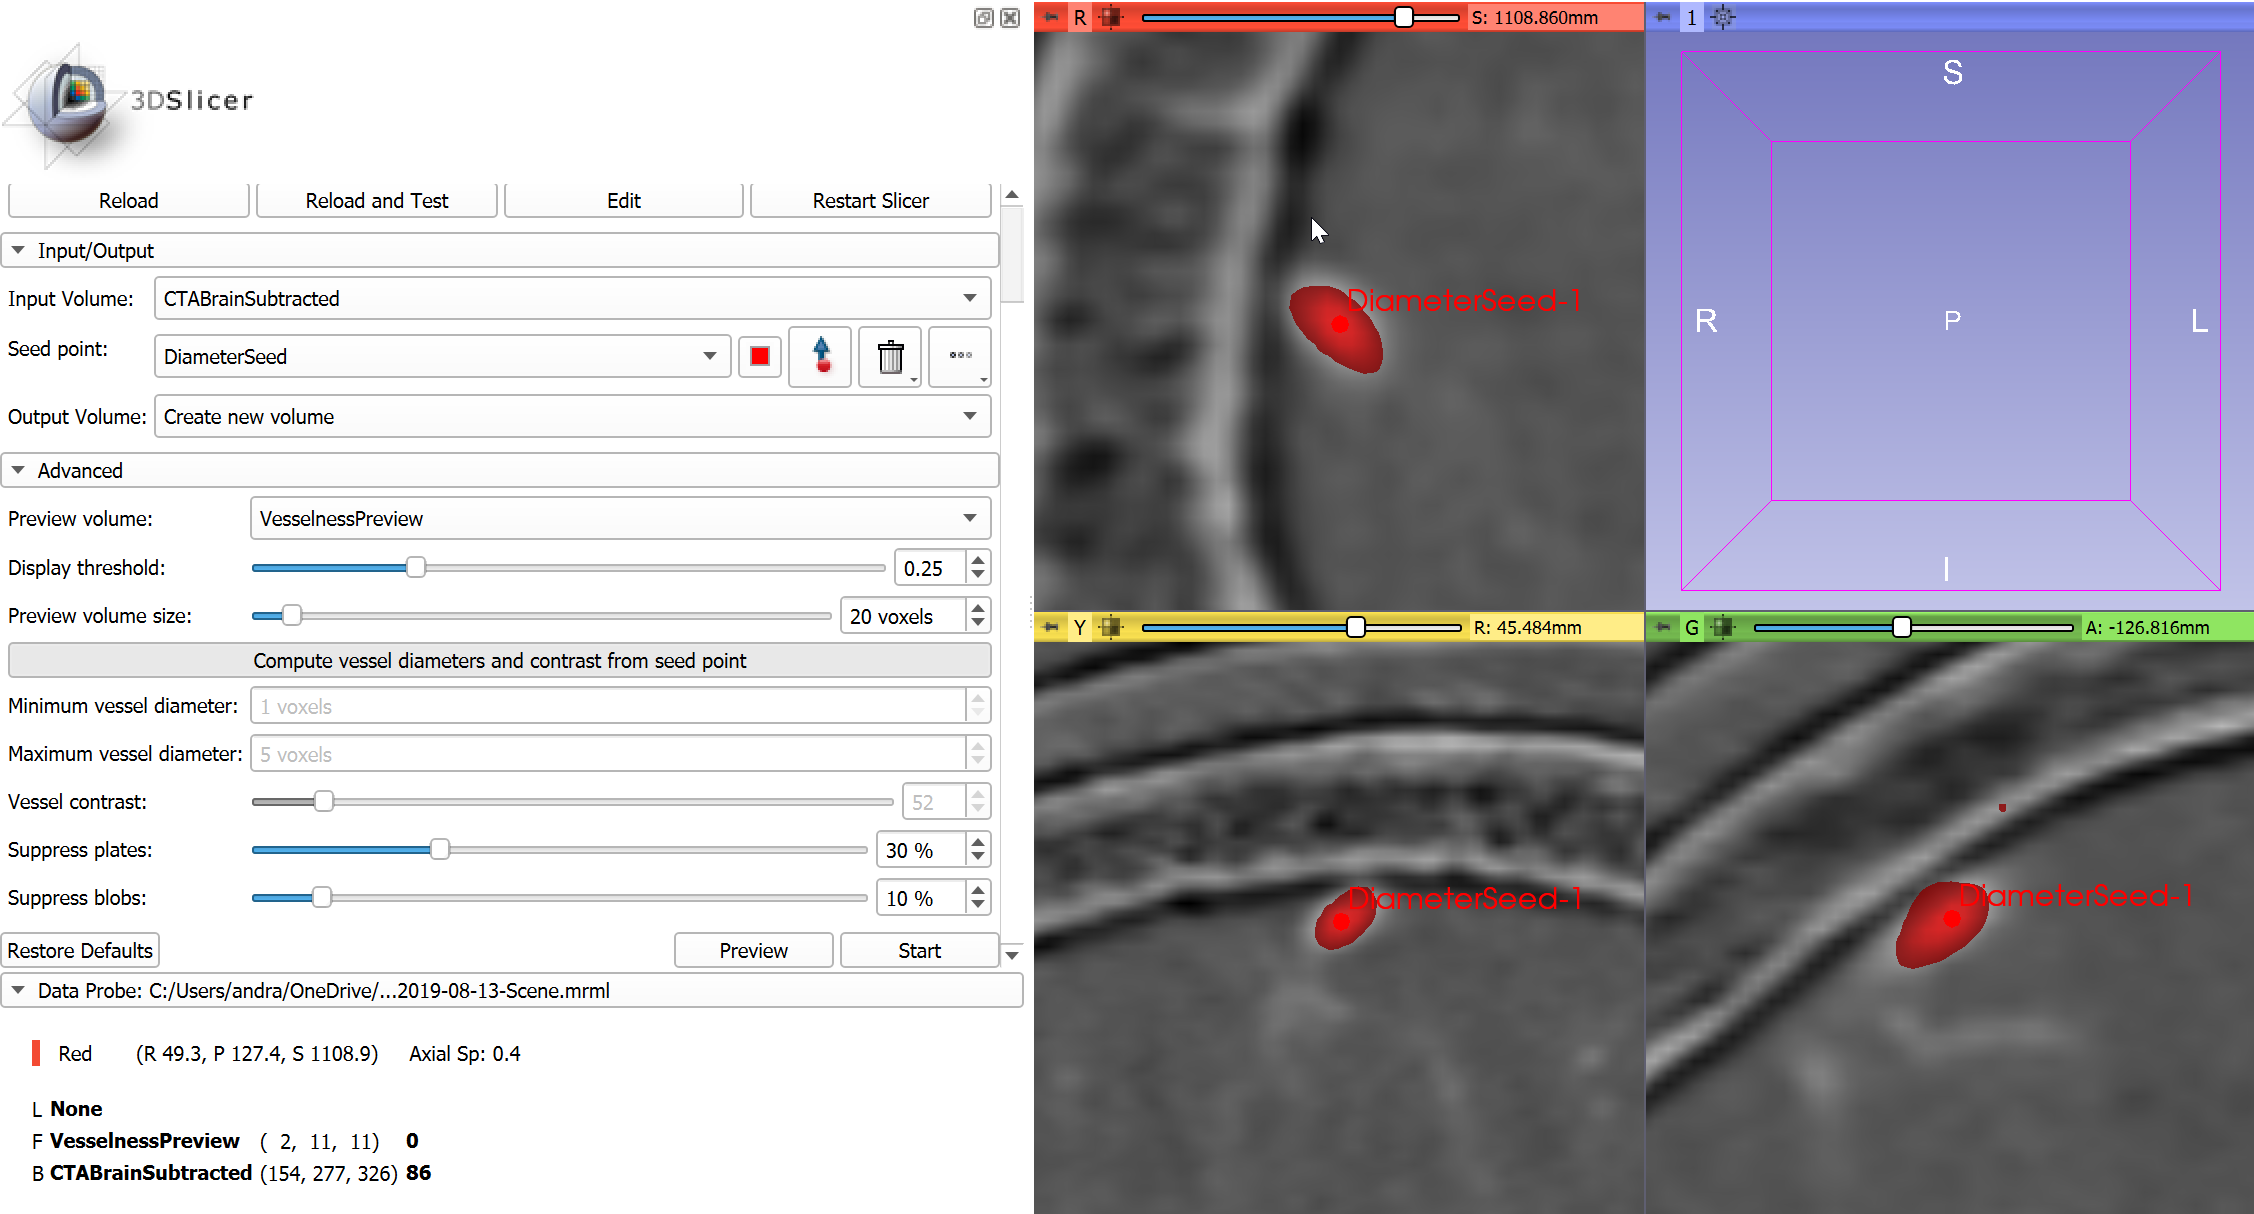 3DSlicer
Reload Reload and Test Edit Restart Slicer
Input/Output
Input Volume: CTABrainSubtracted
Seed point: DiameterSeed
Output Volume: Create new volume
Advanced
Preview volume: VesselnessPreview
Display threshold: 0.25
Preview volume size: 20 voxels
Compute vessel diameters and contrast from seed point
Minimum vessel diameter: 1 voxels
Maximum vessel diameter: 5 voxels
Vessel contrast: 52
Suppress plates: 30 %
Suppress blobs: 10 %
Restore Defaults Preview Start
Data Probe: C:/Users/andra/OneDrive/...2019-08-13-Scene.mrml
Red (R 49.3, P 127.4, S 1108.9) Axial Sp: 0.4
L None
F VesselnessPreview ( 2, 11, 11) 0
B CTABrainSubtracted (154, 277, 326) 86
R S: 1108.860mm
DiameterSeed-1
1
S
R P L
I
Y R: 45.484mm
DiameterSeed-1
G A: -126.816mm
DiameterSeed-1